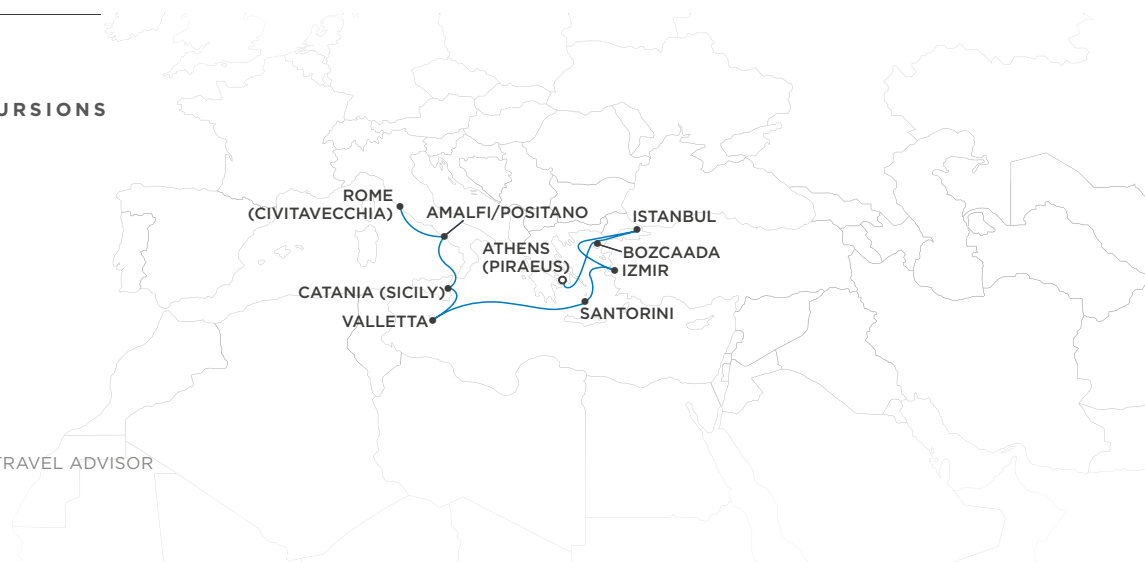 URSIONS
ROME
(CIVITAVECCHIA)
AMALFI/POSITANO
ISTANBUL
ATHENS
(PIRAEUS)
BOZCAADA
IZMIR
CATANIA (SICILY)
SANTORINI
VALLETTA
TRAVEL ADVISOR